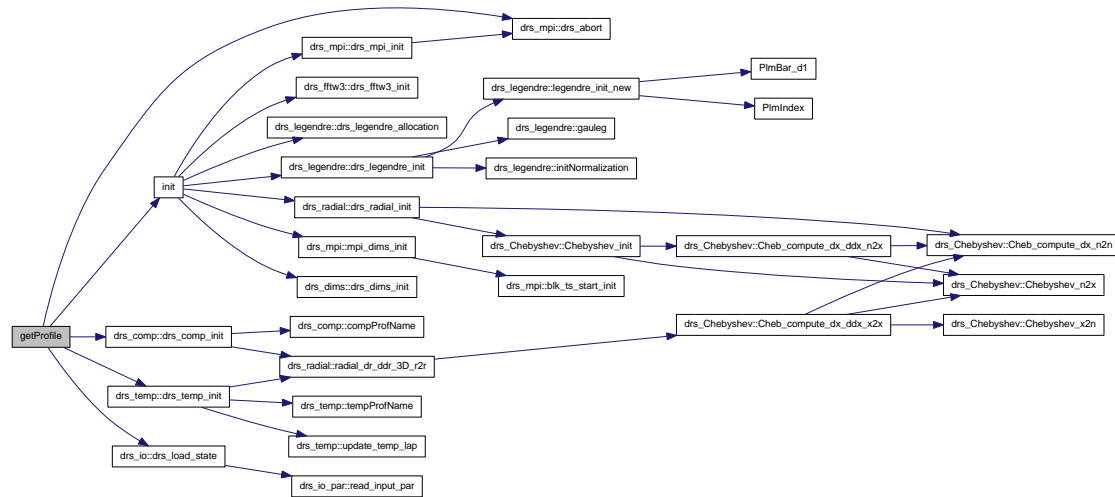 drs_mpi::drs_abort
drs_mpi::drs_mpi_init
PlmBar_d1
drs_fftw3::drs_fftw3_init
drs_legendre::legendre_init_new
PlmIndex
drs_legendre::drs_legendre_allocation
drs_legendre::gauleg
drs_legendre::drs_legendre_init
drs_legendre::initNormalization
init
drs_radial::drs_radial_init
drs_mpi::mpi_dims_init
drs_Chebyshev::Chebyshev_init
drs_Chebyshev::Cheb_compute_dx_ddx_n2x
drs_Chebyshev::Cheb_compute_dx_n2n
drs_dims::drs_dims_init
drs_mpi::blk_ts_start_init
drs_Chebyshev::Chebyshev_n2x
getProfile
drs_comp::drs_comp_init
drs_comp::compProfName
drs_Chebyshev::Cheb_compute_dx_ddx_x2x
drs_Chebyshev::Chebyshev_x2n
drs_radial::radial_dr_ddr_3D_r2r
drs_temp::drs_temp_init
drs_temp::tempProfName
drs_temp::update_temp_lap
drs_io::drs_load_state
drs_io_par::read_input_par